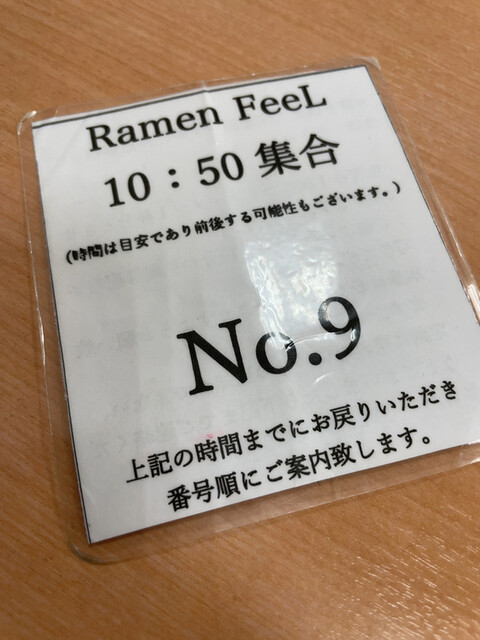 Ramen FeeL
10：50 集合
(時間は目安であり前後する可能性もございます。)
No.9
上記の時間までにお戻りいただき
番号順にご案内致します。